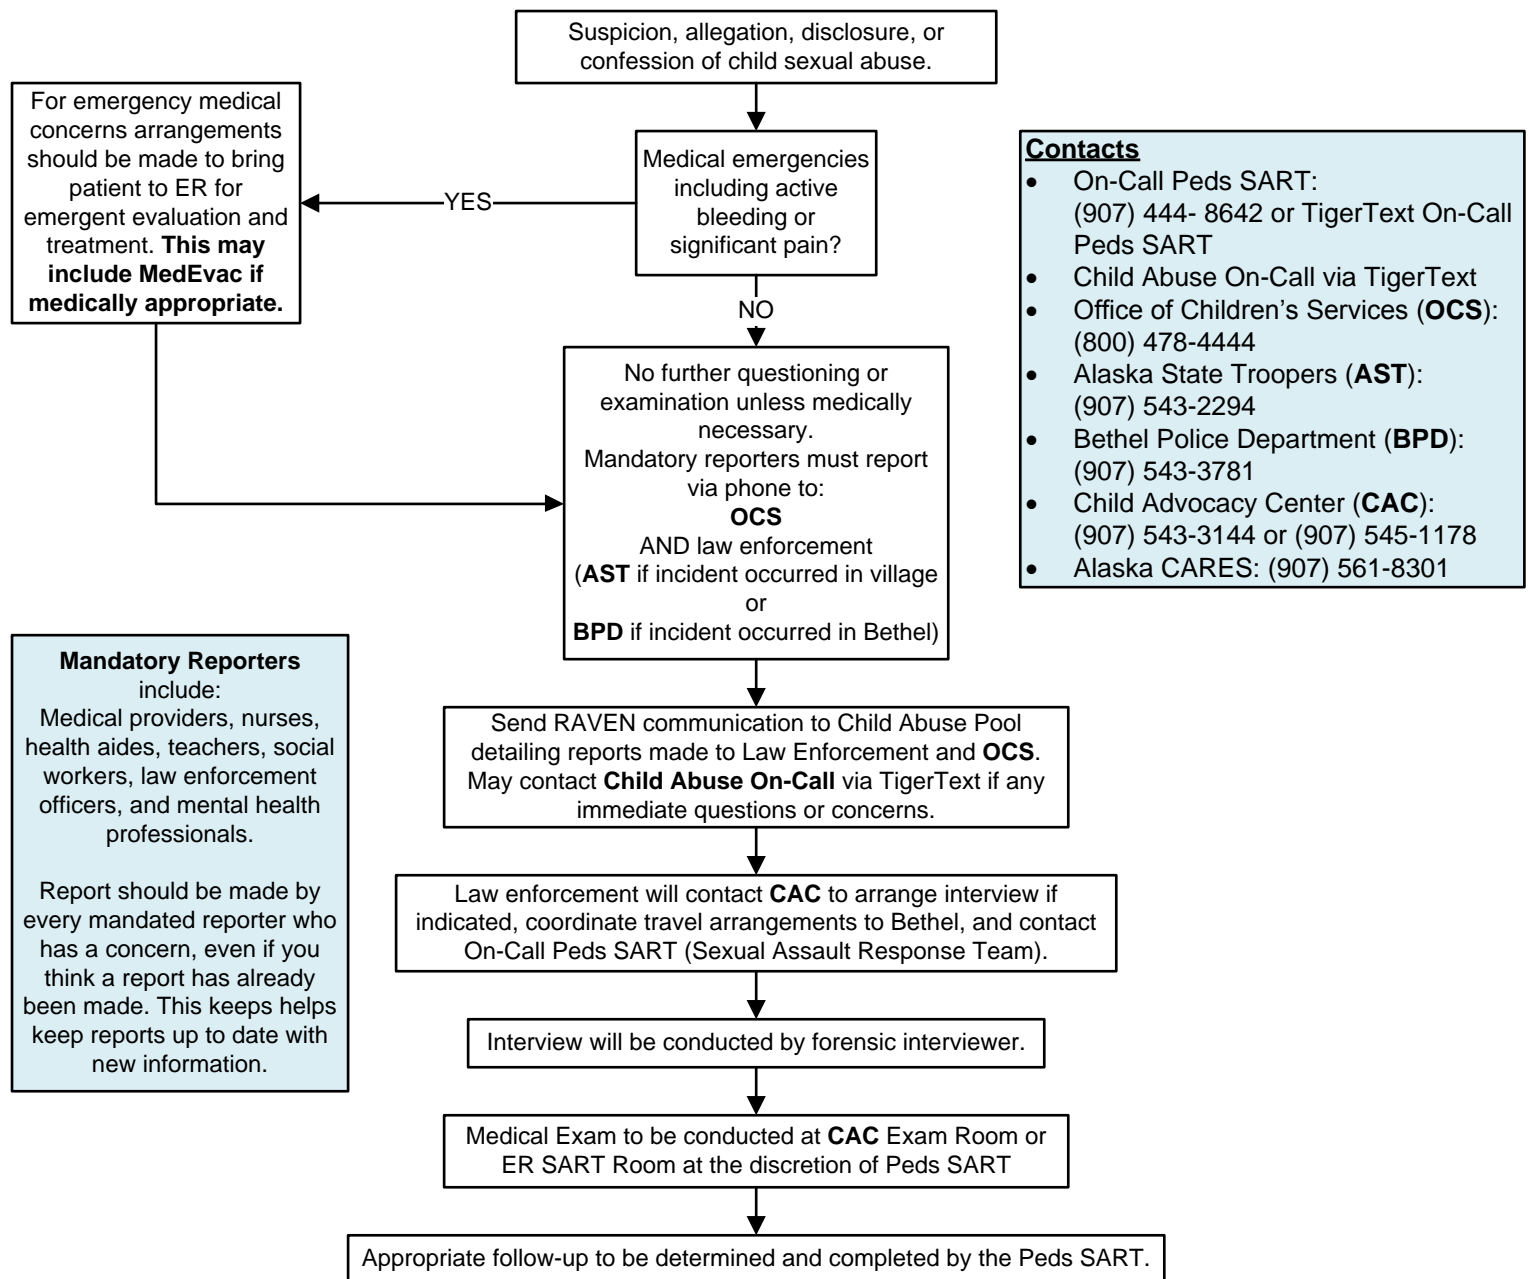 Suspicion, allegation, disclosure, or
confession of child sexual abuse.
For emergency medical
concerns arrangements
should be made to bring
patient to ER for
emergent evaluation and
treatment. This may
include MedEvac if
medically appropriate.
YES
Medical emergencies
including active
bleeding or
significant pain?
NO
Contacts
• On-Call Peds SART:
(907) 444- 8642 or TigerText On-Call
Peds SART
• Child Abuse On-Call via TigerText
• Office of Children’s Services (OCS):
(800) 478-4444
• Alaska State Troopers (AST):
(907) 543-2294
• Bethel Police Department (BPD):
(907) 543-3781
• Child Advocacy Center (CAC):
(907) 543-3144 or (907) 545-1178
• Alaska CARES: (907) 561-8301
No further questioning or
examination unless medically
necessary.
Mandatory reporters must report
via phone to:
OCS
AND law enforcement
(AST if incident occurred in village
or
BPD if incident occurred in Bethel)
Mandatory Reporters
include:
Medical providers, nurses,
health aides, teachers, social
workers, law enforcement
officers, and mental health
professionals.
Report should be made by
every mandated reporter who
has a concern, even if you
think a report has already
been made. This keeps helps
keep reports up to date with
new information.
Send RAVEN communication to Child Abuse Pool
detailing reports made to Law Enforcement and OCS.
May contact Child Abuse On-Call via TigerText if any
immediate questions or concerns.
Law enforcement will contact CAC to arrange interview if
indicated, coordinate travel arrangements to Bethel, and contact
On-Call Peds SART (Sexual Assault Response Team).
Interview will be conducted by forensic interviewer.
Medical Exam to be conducted at CAC Exam Room or
ER SART Room at the discretion of Peds SART
Appropriate follow-up to be determined and completed by the Peds SART.